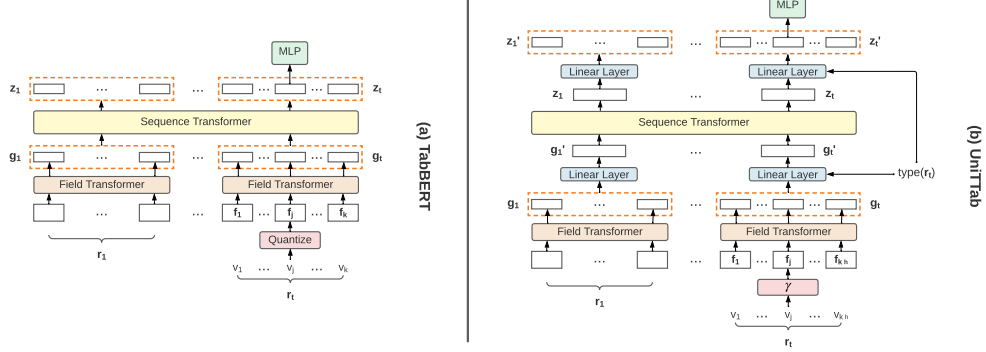 MLP
z1 ... ... ... ... zt
Sequence Transformer
g1 ... ... ... ... gt
Field Transformer Field Transformer
... ... f1 ... fj ... fk
Quantize
r1
v1 ... vj ... vk
rt
(a) TabBERT
MLP
z1' ... ... ... ... zt'
Linear Layer Linear Layer
z1 ... zt
Sequence Transformer
g1' ... gt'
Linear Layer Linear Layer type(rt)
g1 ... ... ... ... gt
Field Transformer Field Transformer
... ... f1 ... fj ... fk h
γ
r1
v1 ... vj ... vk h
rt
(b) UniTTab